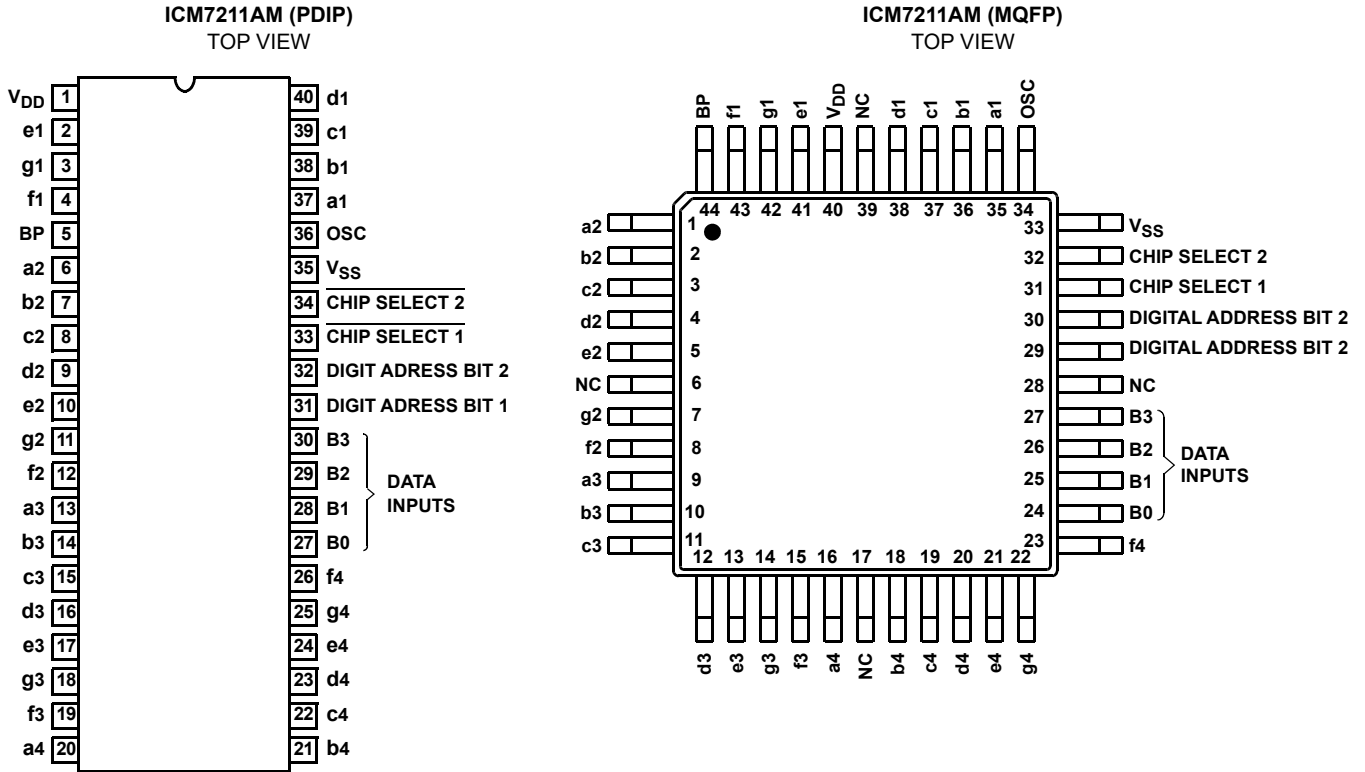 ICM7211AM (PDIP)
TOP VIEW
VDD 1
e1 2
g1 3
f1 4
BP 5
a2 6
b2 7
c2 8
d2 9
e2 10
g2 11
f2 12
a3 13
b3 14
c3 15
d3 16
e3 17
g3 18
f3 19
a4 20
40 d1
39 c1
38 b1
37 a1
36 OSC
35 VSS
34 CHIP SELECT 2
33 CHIP SELECT 1
32 DIGIT ADRESS BIT 2
31 DIGIT ADRESS BIT 1
30 B3
29 B2
28 B1
27 B0
DATA
INPUTS
26 f4
25 g4
24 e4
23 d4
22 c4
21 b4
ICM7211AM (MQFP)
TOP VIEW
BP f1 g1 e1 VDD NC d1 c1 b1 a1 OSC
44 43 42 41 40 39 38 37 36 35 34
a2 1
b2 2
c2 3
d2 4
e2 5
NC 6
g2 7
f2 8
a3 9
b3 10
c3 11
33 VSS
32 CHIP SELECT 2
31 CHIP SELECT 1
30 DIGITAL ADDRESS BIT 2
29 DIGITAL ADDRESS BIT 2
28 NC
27 B3
26 B2
25 B1
24 B0
DATA
INPUTS
23 f4
12 13 14 15 16 17 18 19 20 21 22
d3 e3 g3 f3 a4 NC b4 c4 d4 e4 g4